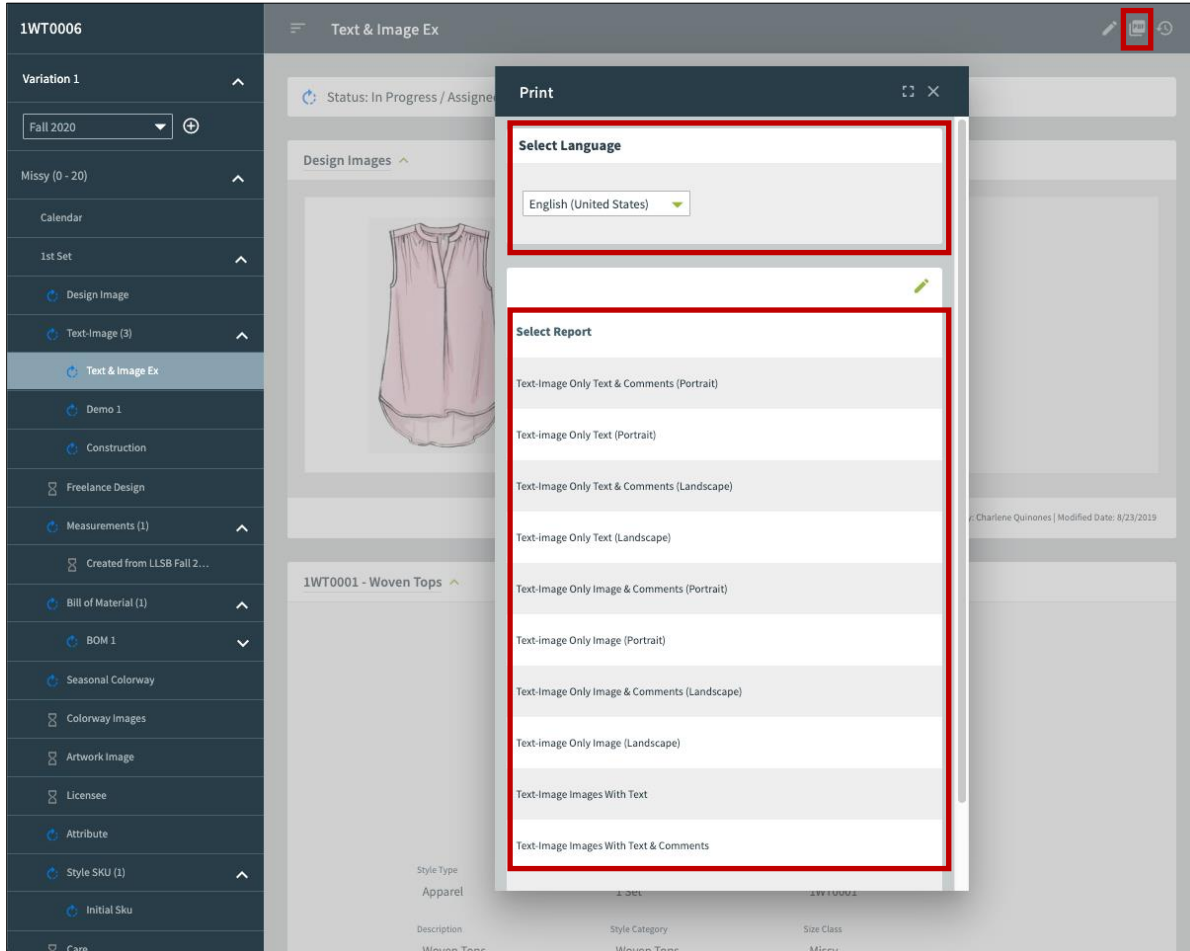 1WT0006
Text & Image Ex
PDF
Variation 1
Fall 2020
Missy (0 - 20)
Calendar
1st Set
Design Image
Text-Image (3)
Text & Image Ex
Demo 1
Construction
Freelance Design
Measurements (1)
Created from LLSB Fall 2...
Bill of Material (1)
BOM 1
Seasonal Colorway
Colorway Images
Artwork Image
Licensee
Attribute
Style SKU (1)
Initial Sku
Care
Status: In Progress / Assigne
Design Images
y: Charlene Quinones | Modified Date: 8/23/2019
1WT0001 - Woven Tops
Style Type
Apparel
1 Set
1WT0001
Description
Style Category
Size Class
Woven Tops
Woven Tops
Missy
Print
Select Language
English (United States)
Select Report
Text-Image Only Text & Comments (Portrait)
Text-image Only Text (Portrait)
Text-Image Only Text & Comments (Landscape)
Text-image Only Text (Landscape)
Text-Image Only Image & Comments (Portrait)
Text-image Only Image (Portrait)
Text-Image Only Image & Comments (Landscape)
Text-image Only Image (Landscape)
Text-Image Images With Text
Text-Image Images With Text & Comments